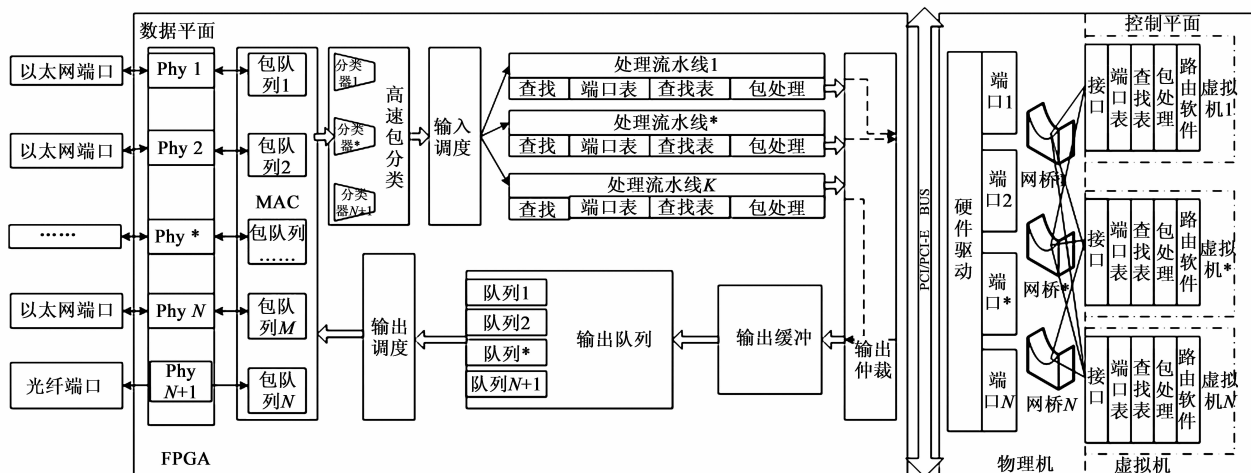 数据平面
控制平面
以太网端口
Phy 1
包队
列1
以太网端口
Phy 2
包队
列2
MAC
……
Phy *
包队列
……
以太网端口
Phy N
包队
列M
光纤端口
Phy
N+1
包队
列N
FPGA
分类
器1
分类
器*
分类
器N+1
高速包分类
输入
调度
处理流水线1
查找 端口表 查找表 包处理
处理流水线*
查找 端口表 查找表 包处理
处理流水线K
查找 端口表 查找表 包处理
输出
调度
队列1
队列2
队列*
队列N+1
输出队列
输出缓冲
输出
仲裁
PCI/PCI-E BUS
硬件驱动
端口1
端口2
端口*
端口N
网桥1
网桥*
网桥N
物理机
接口
端口表
查找表
包处理
路由软件
虚拟机1
接口
端口表
查找表
包处理
路由软件
虚拟机*
接口
端口表
查找表
包处理
路由软件
虚拟机N
虚拟机